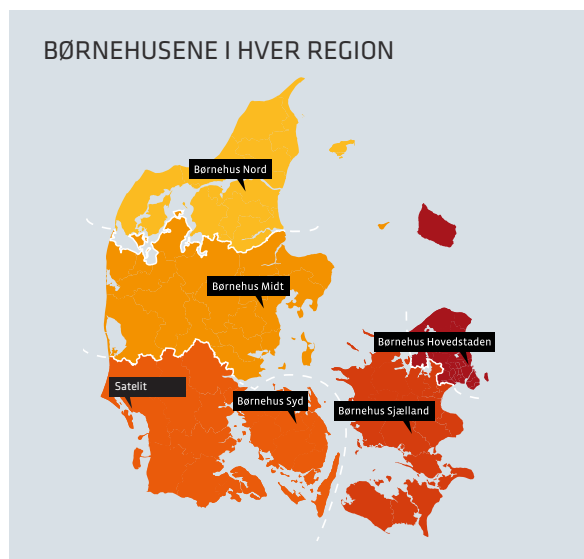 BØRNEHUSENE I HVER REGION
Børnehus Nord
Børnehus Midt
Børnehus Hovedstaden
Satelit
Børnehus Syd
Børnehus Sjælland